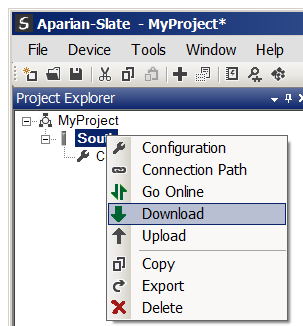 Aparian-Slate - MyProject*
File Device Tools Window Help
Project Explorer
MyProject
South
C
Configuration
Connection Path
Go Online
Download
Upload
Copy
Export
Delete